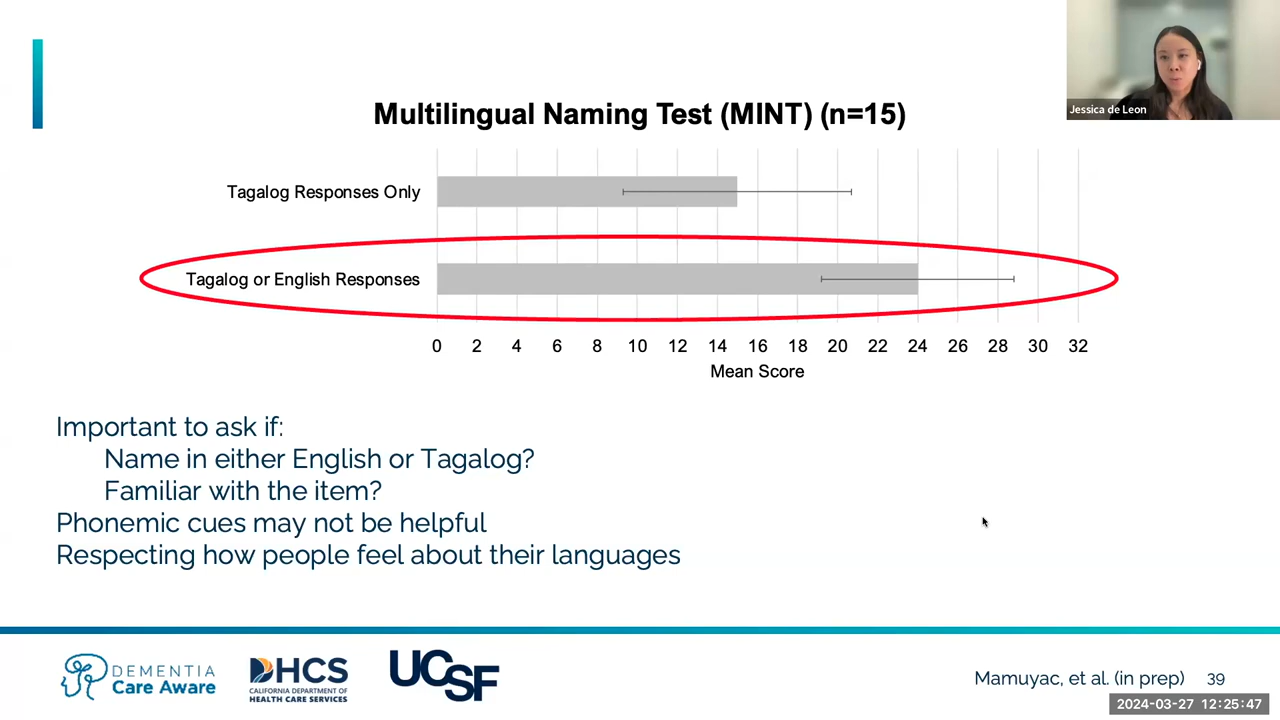 Jessica de Leon
Multilingual Naming Test (MINT) (n=15)
Tagalog Responses Only
Tagalog or English Responses
0 2 4 6 8 10 12 14 16 18 20 22 24 26 28 30 32
Mean Score
Important to ask if:
Name in either English or Tagalog?
Familiar with the item?
Phonemic cues may not be helpful
Respecting how people feel about their languages
DEMENTIA
Care Aware
DHCS
CALIFORNIA DEPARTMENT OF
HEALTH CARE SERVICES
UCSF
Mamuyac, et al. (in prep) 39
2024-03-27 12:25:47